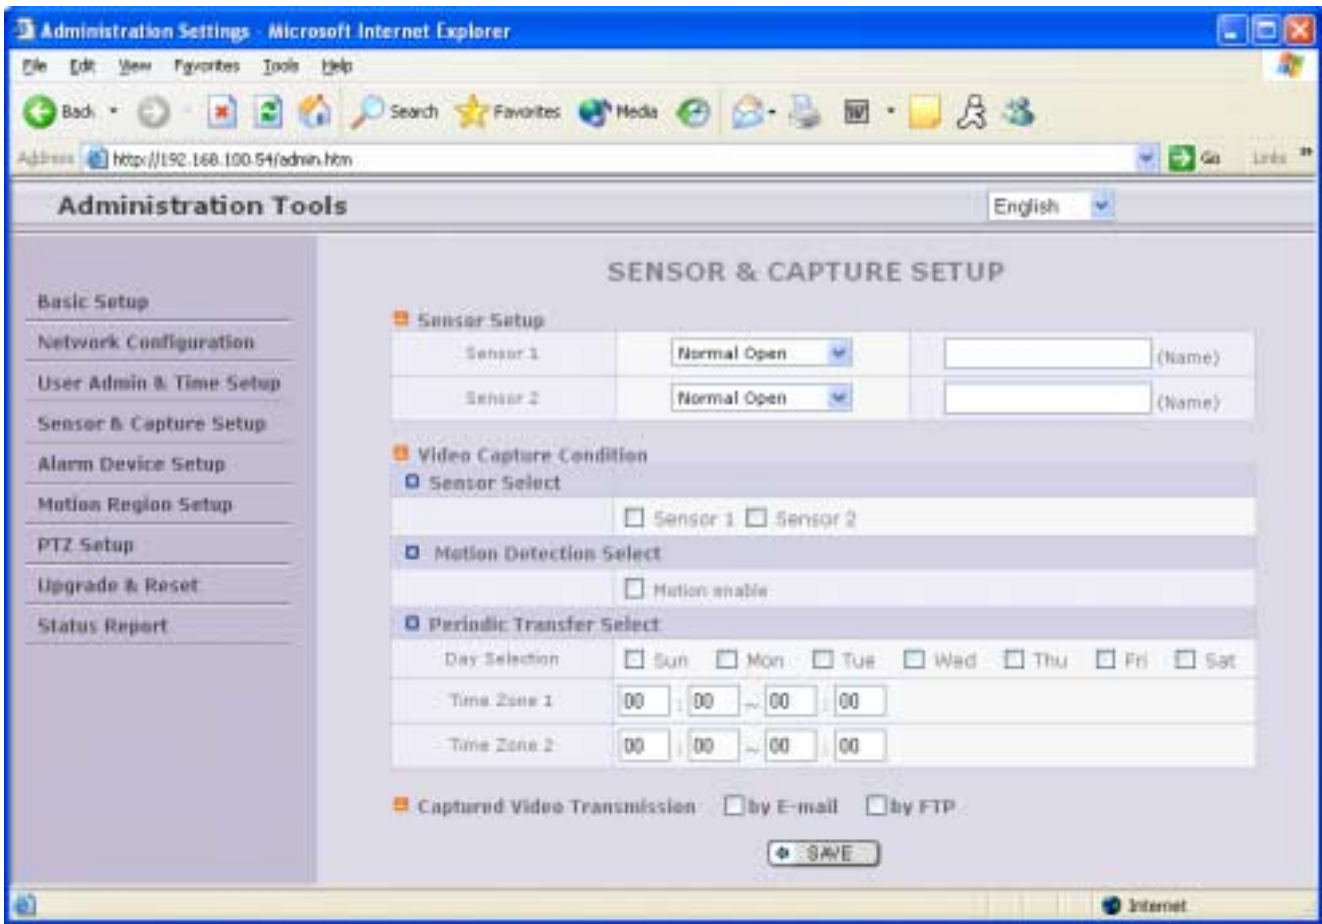 Administration Settings - Microsoft Internet Explorer
File Edit View Favorites Tools Help
Back Search Favorites Media
Address http://192.168.100.54/admin.htm Go Links »
Administration Tools English
SENSOR & CAPTURE SETUP
Basic Setup
Network Configuration
User Admin & Time Setup
Sensor & Capture Setup
Alarm Device Setup
Motion Region Setup
PTZ Setup
Upgrade & Reset
Status Report
Sensor Setup
Sensor 1 Normal Open (Name)
Sensor 2 Normal Open (Name)
Video Capture Condition
Sensor Select
Sensor 1 Sensor 2
Motion Detection Select
Motion enable
Periodic Transfer Select
Day Selection Sun Mon Tue Wed Thu Fri Sat
Time Zone 1 00 : 00 ~ 00 : 00
Time Zone 2 00 : 00 ~ 00 : 00
Captured Video Transmission by E-mail by FTP
SAVE
Internet